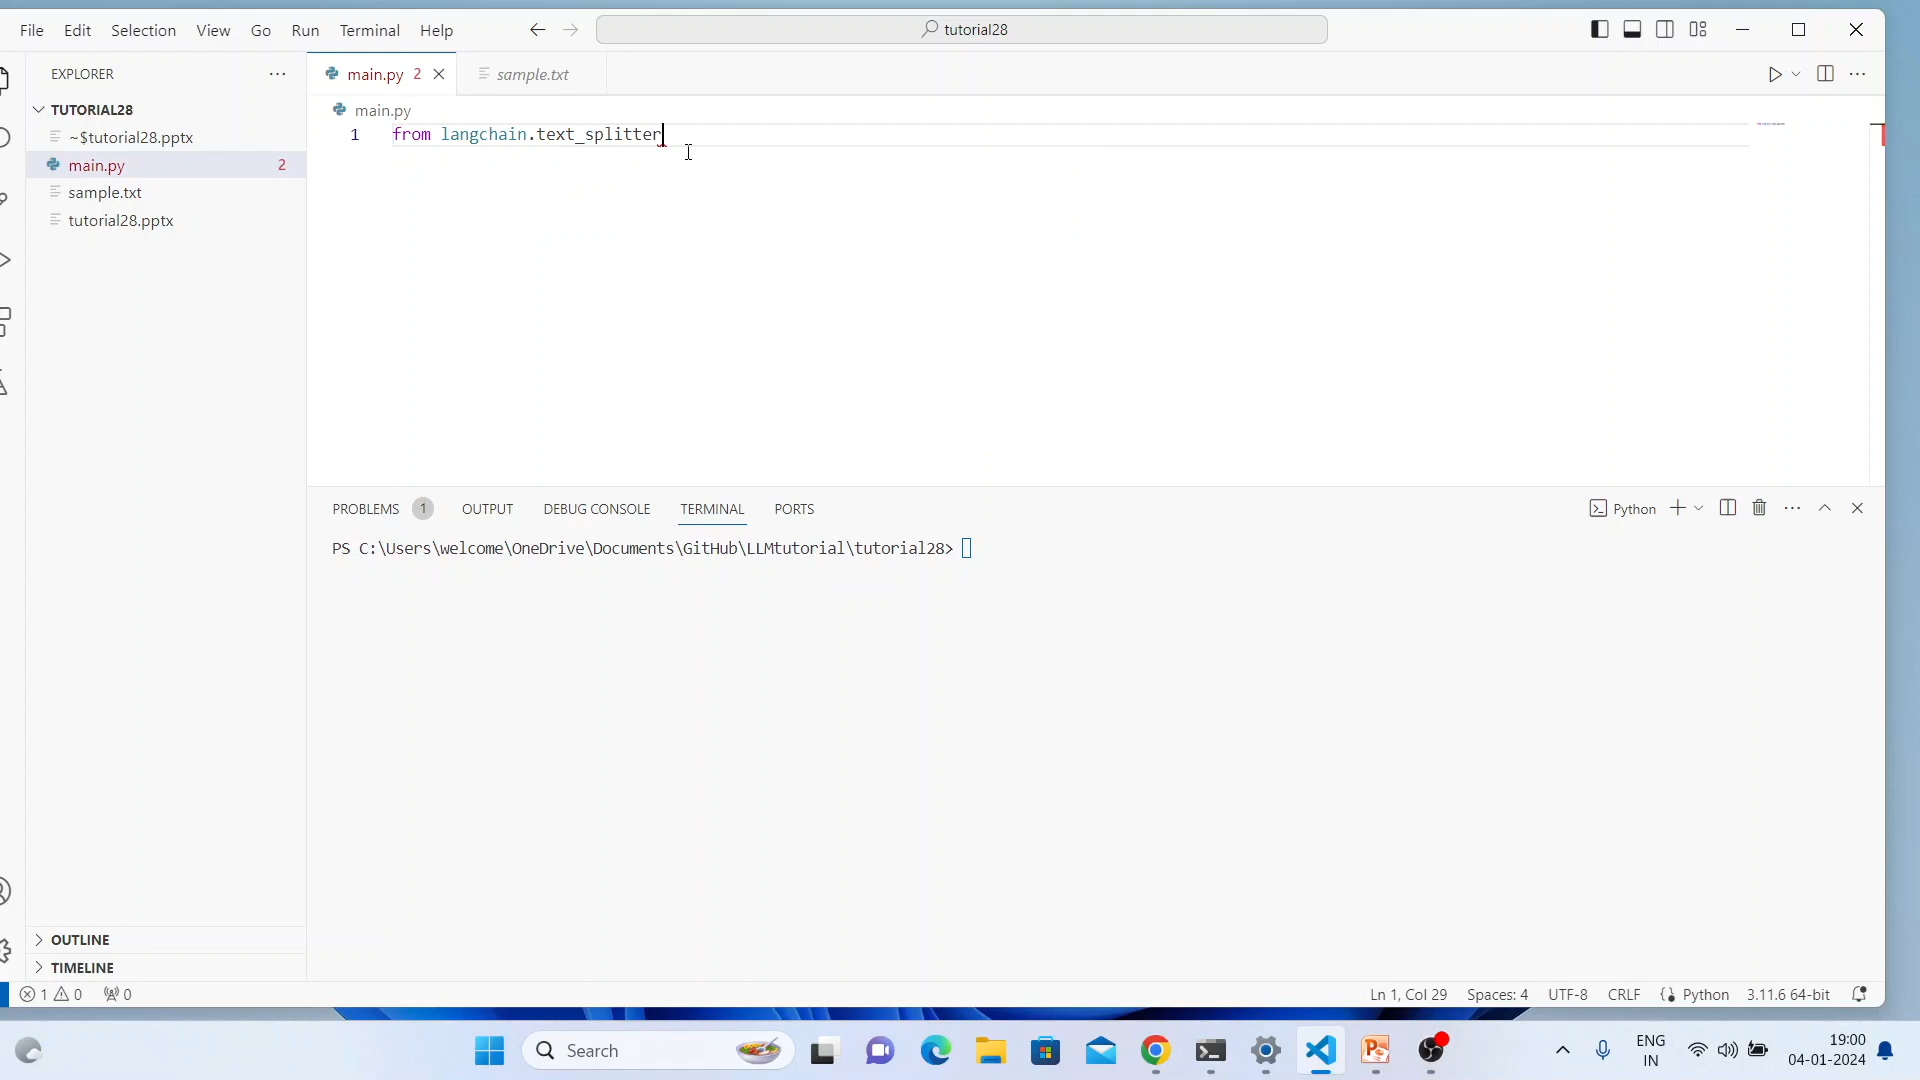 File Edit Selection View Go Run Terminal Help
tutorial28
EXPLORER
TUTORIAL28
~$tutorial28.pptx
main.py 2
sample.txt
tutorial28.pptx
OUTLINE
TIMELINE
main.py 2
sample.txt
main.py
1 from langchain.text_splitter
PROBLEMS 1 OUTPUT DEBUG CONSOLE TERMINAL PORTS
Python
PS C:\Users\welcome\OneDrive\Documents\GitHub\LLMtutorial\tutorial28>
1 0 0
Ln 1, Col 29 Spaces: 4 UTF-8 CRLF Python 3.11.6 64-bit
Search
ENG
IN
19:00
04-01-2024